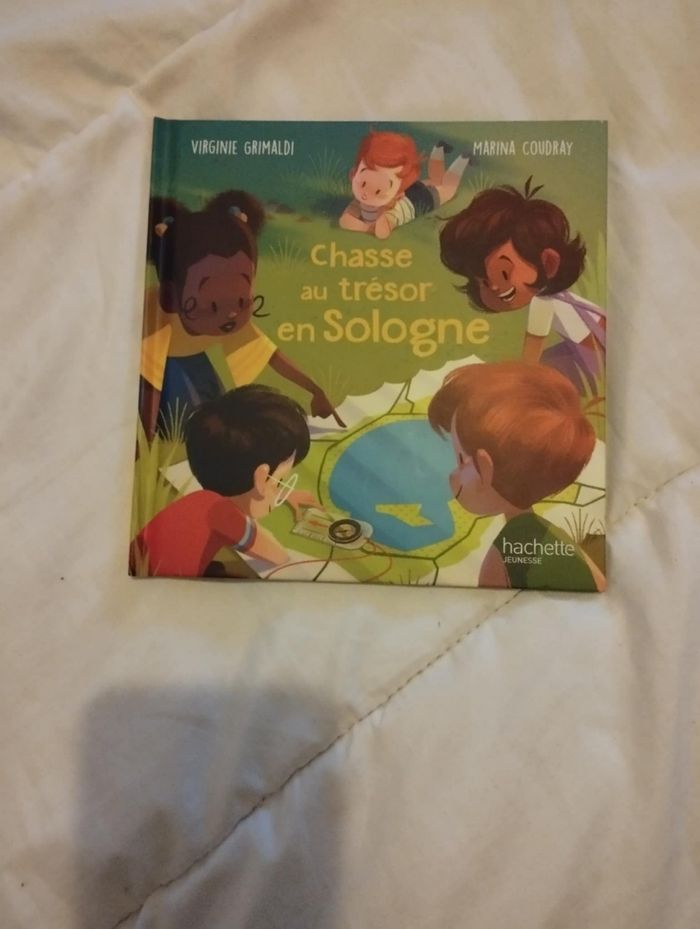 VIRGINIE GRIMALDI
MARINA COUDRAY
Chasse
au trésor
en Sologne
hachette
JEUNESSE